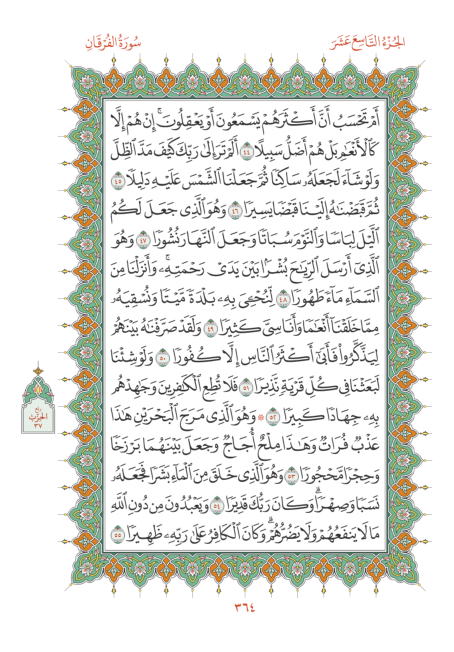 الجُزْءُ التَّاسِعَ عَشَرَ
سُورَةُ الفُرْقَانِ
أَمْ تَحْسَبُ أَنَّ أَكْثَرَهُمْ يَسْمَعُونَ أَوْ يَعْقِلُونَۚ إِنْ هُمْ إِلَّا
كَٱلْأَنْعَٰمِ بَلْ هُمْ أَضَلُّ سَبِيلًا ٤٤ أَلَمْ تَرَ إِلَىٰ رَبِّكَ كَيْفَ مَدَّ ٱلظِّلَّ
وَلَوْ شَآءَ لَجَعَلَهُۥ سَاكِنًا ثُمَّ جَعَلْنَا ٱلشَّمْسَ عَلَيْهِ دَلِيلًا ٤٥
ثُمَّ قَبَضْنَٰهُ إِلَيْنَا قَبْضًا يَسِيرًا ٤٦ وَهُوَ ٱلَّذِى جَعَلَ لَكُمُ
ٱلَّيْلَ لِبَاسًا وَٱلنَّوْمَ سُبَاتًا وَجَعَلَ ٱلنَّهَارَ نُشُورًا ٤٧ وَهُوَ
ٱلَّذِىٓ أَرْسَلَ ٱلرِّيَٰحَ بُشْرًۢا بَيْنَ يَدَىْ رَحْمَتِهِۦۚ وَأَنزَلْنَا مِنَ
ٱلسَّمَآءِ مَآءً طَهُورًا ٤٨ لِّنُحْۦِىَ بِهِۦ بَلْدَةً مَّيْتًا وَنُسْقِيَهُۥ
مِمَّا خَلَقْنَآ أَنْعَٰمًا وَأَنَاسِىَّ كَثِيرًا ٤٩ وَلَقَدْ صَرَّفْنَٰهُ بَيْنَهُمْ
لِيَذَّكَّرُوا۟ فَأَبَىٰٓ أَكْثَرُ ٱلنَّاسِ إِلَّا كُفُورًا ٥٠ وَلَوْ شِئْنَا
لَبَعَثْنَا فِى كُلِّ قَرْيَةٍ نَّذِيرًا ٥١ فَلَا تُطِعِ ٱلْكَٰفِرِينَ وَجَٰهِدْهُم
بِهِۦ جِهَادًا كَبِيرًا ٥٢ ۞ وَهُوَ ٱلَّذِى مَرَجَ ٱلْبَحْرَيْنِ هَٰذَا
عَذْبٌ فُرَاتٌ وَهَٰذَا مِلْحٌ أُجَاجٌ وَجَعَلَ بَيْنَهُمَا بَرْزَخًا
وَحِجْرًا مَّحْجُورًا ٥٣ وَهُوَ ٱلَّذِى خَلَقَ مِنَ ٱلْمَآءِ بَشَرًا فَجَعَلَهُۥ
نَسَبًا وَصِهْرًاۗ وَكَانَ رَبُّكَ قَدِيرًا ٥٤ وَيَعْبُدُونَ مِن دُونِ ٱللَّهِ
مَا لَا يَنفَعُهُمْ وَلَا يَضُرُّهُمْۗ وَكَانَ ٱلْكَافِرُ عَلَىٰ رَبِّهِۦ ظَهِيرًا ٥٥
الحِزْبُ
٣٧
٣٦٤